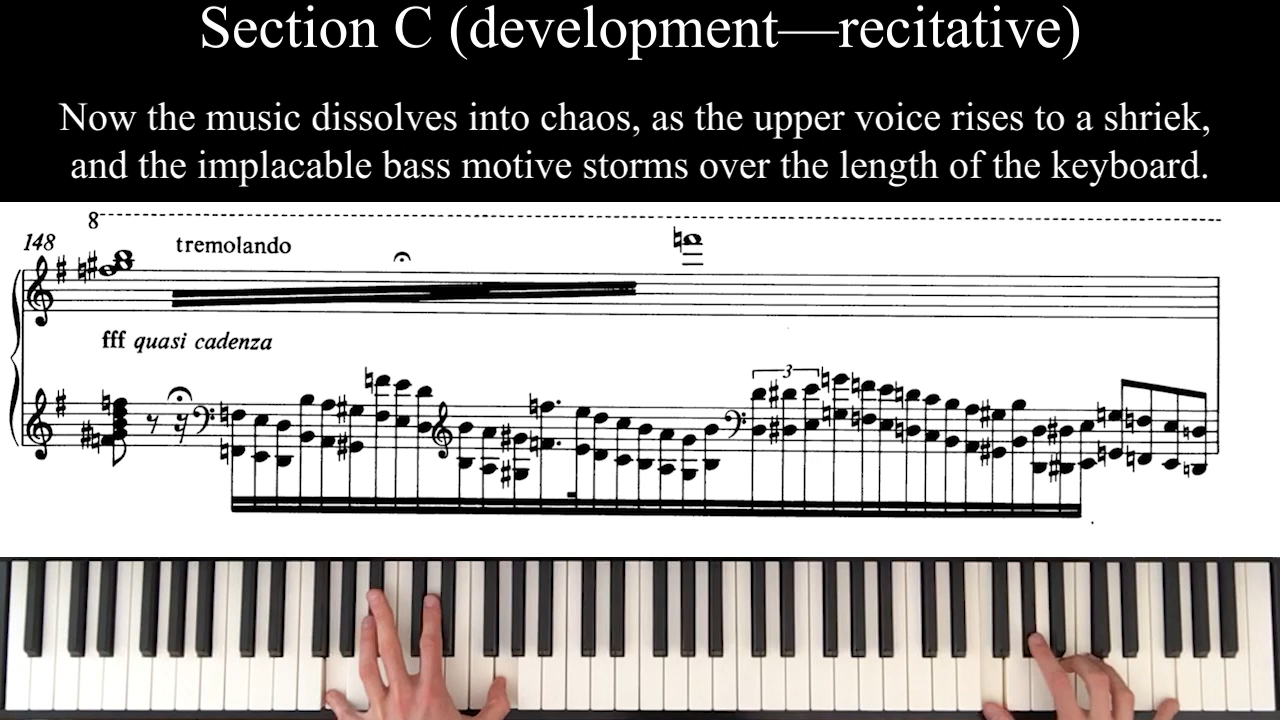 Section C (development—recitative)
Now the music dissolves into chaos, as the upper voice rises to a shriek,
and the implacable bass motive storms over the length of the keyboard.
8
148
tremolando
fff quasi cadenza
3